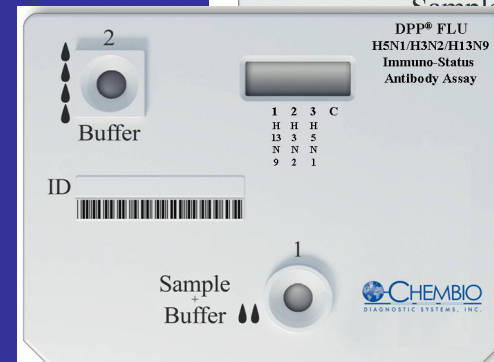 Sample
DPP® FLU
H5N1/H3N2/H13N9
Immuno-Status
Antibody Assay
2
Buffer
1 2 3 C
H H H
13 3 5
N N N
9 2 1
ID
1
Sample
+
Buffer
CHEMBIO
DIAGNOSTIC SYSTEMS, INC.